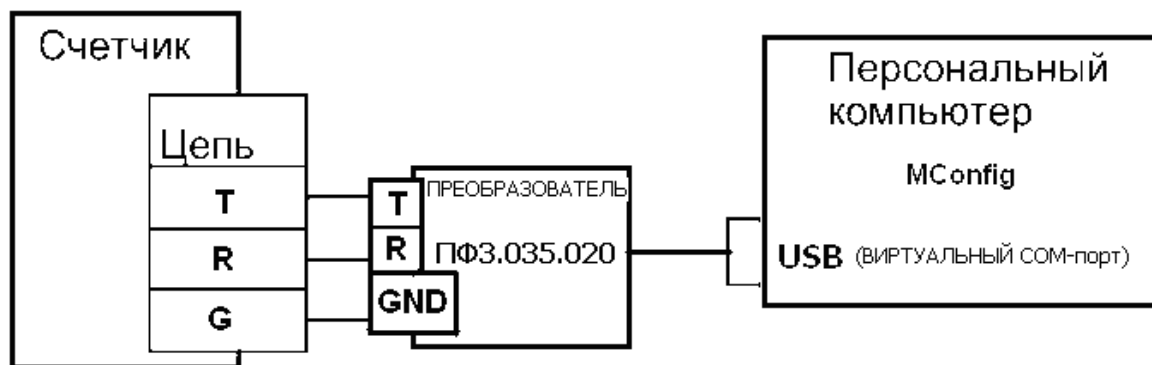 Счетчик
Цепь
T
R
G
T
R
GND
ПРЕОБРАЗОВАТЕЛЬ
ПФ3.035.020
Персональный
компьютер
MConfig
USB (ВИРТУАЛЬНЫЙ COM-порт)